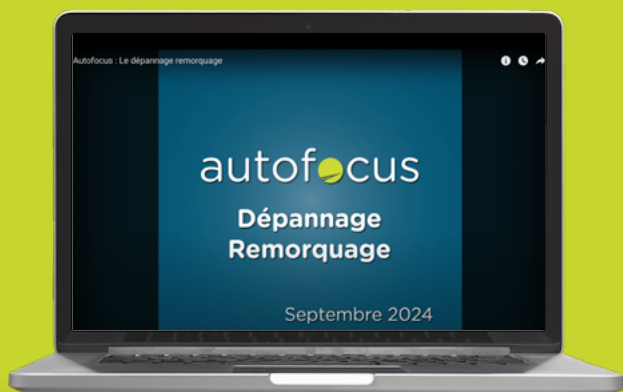 Autofocus : Le dépannage remorquage
autofocus
Dépannage
Remorquage
Septembre 2024